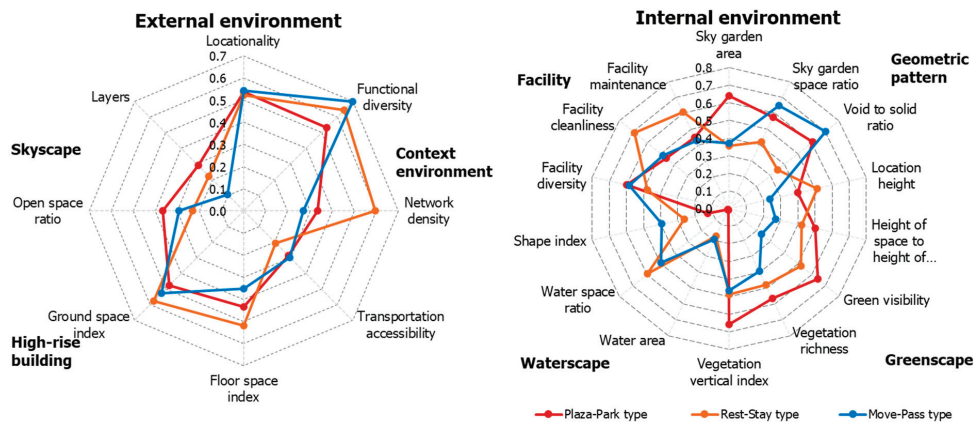 External environment
Locationality
0.7
0.6
0.5
0.4
0.3
0.2
0.1
0.0
Functional
diversity
Context
environment
Network
density
Transportation
accessibility
Floor space
index
Ground space
index
High-rise
building
Open space
ratio
Skyscape
Layers
Internal environment
Sky garden
area
0.8
0.7
0.6
0.5
0.4
0.3
0.2
0.1
0.0
Sky garden
space ratio
Geometric
pattern
Void to solid
ratio
Location
height
Height of
space to
height of...
Green visibility
Vegetation
richness
Greenscape
Vegetation
vertical index
Water area
Waterscape
Water space
ratio
Shape index
Facility
diversity
Facility
cleanliness
Facility
maintenance
Facility
Plaza-Park type
Rest-Stay type
Move-Pass type